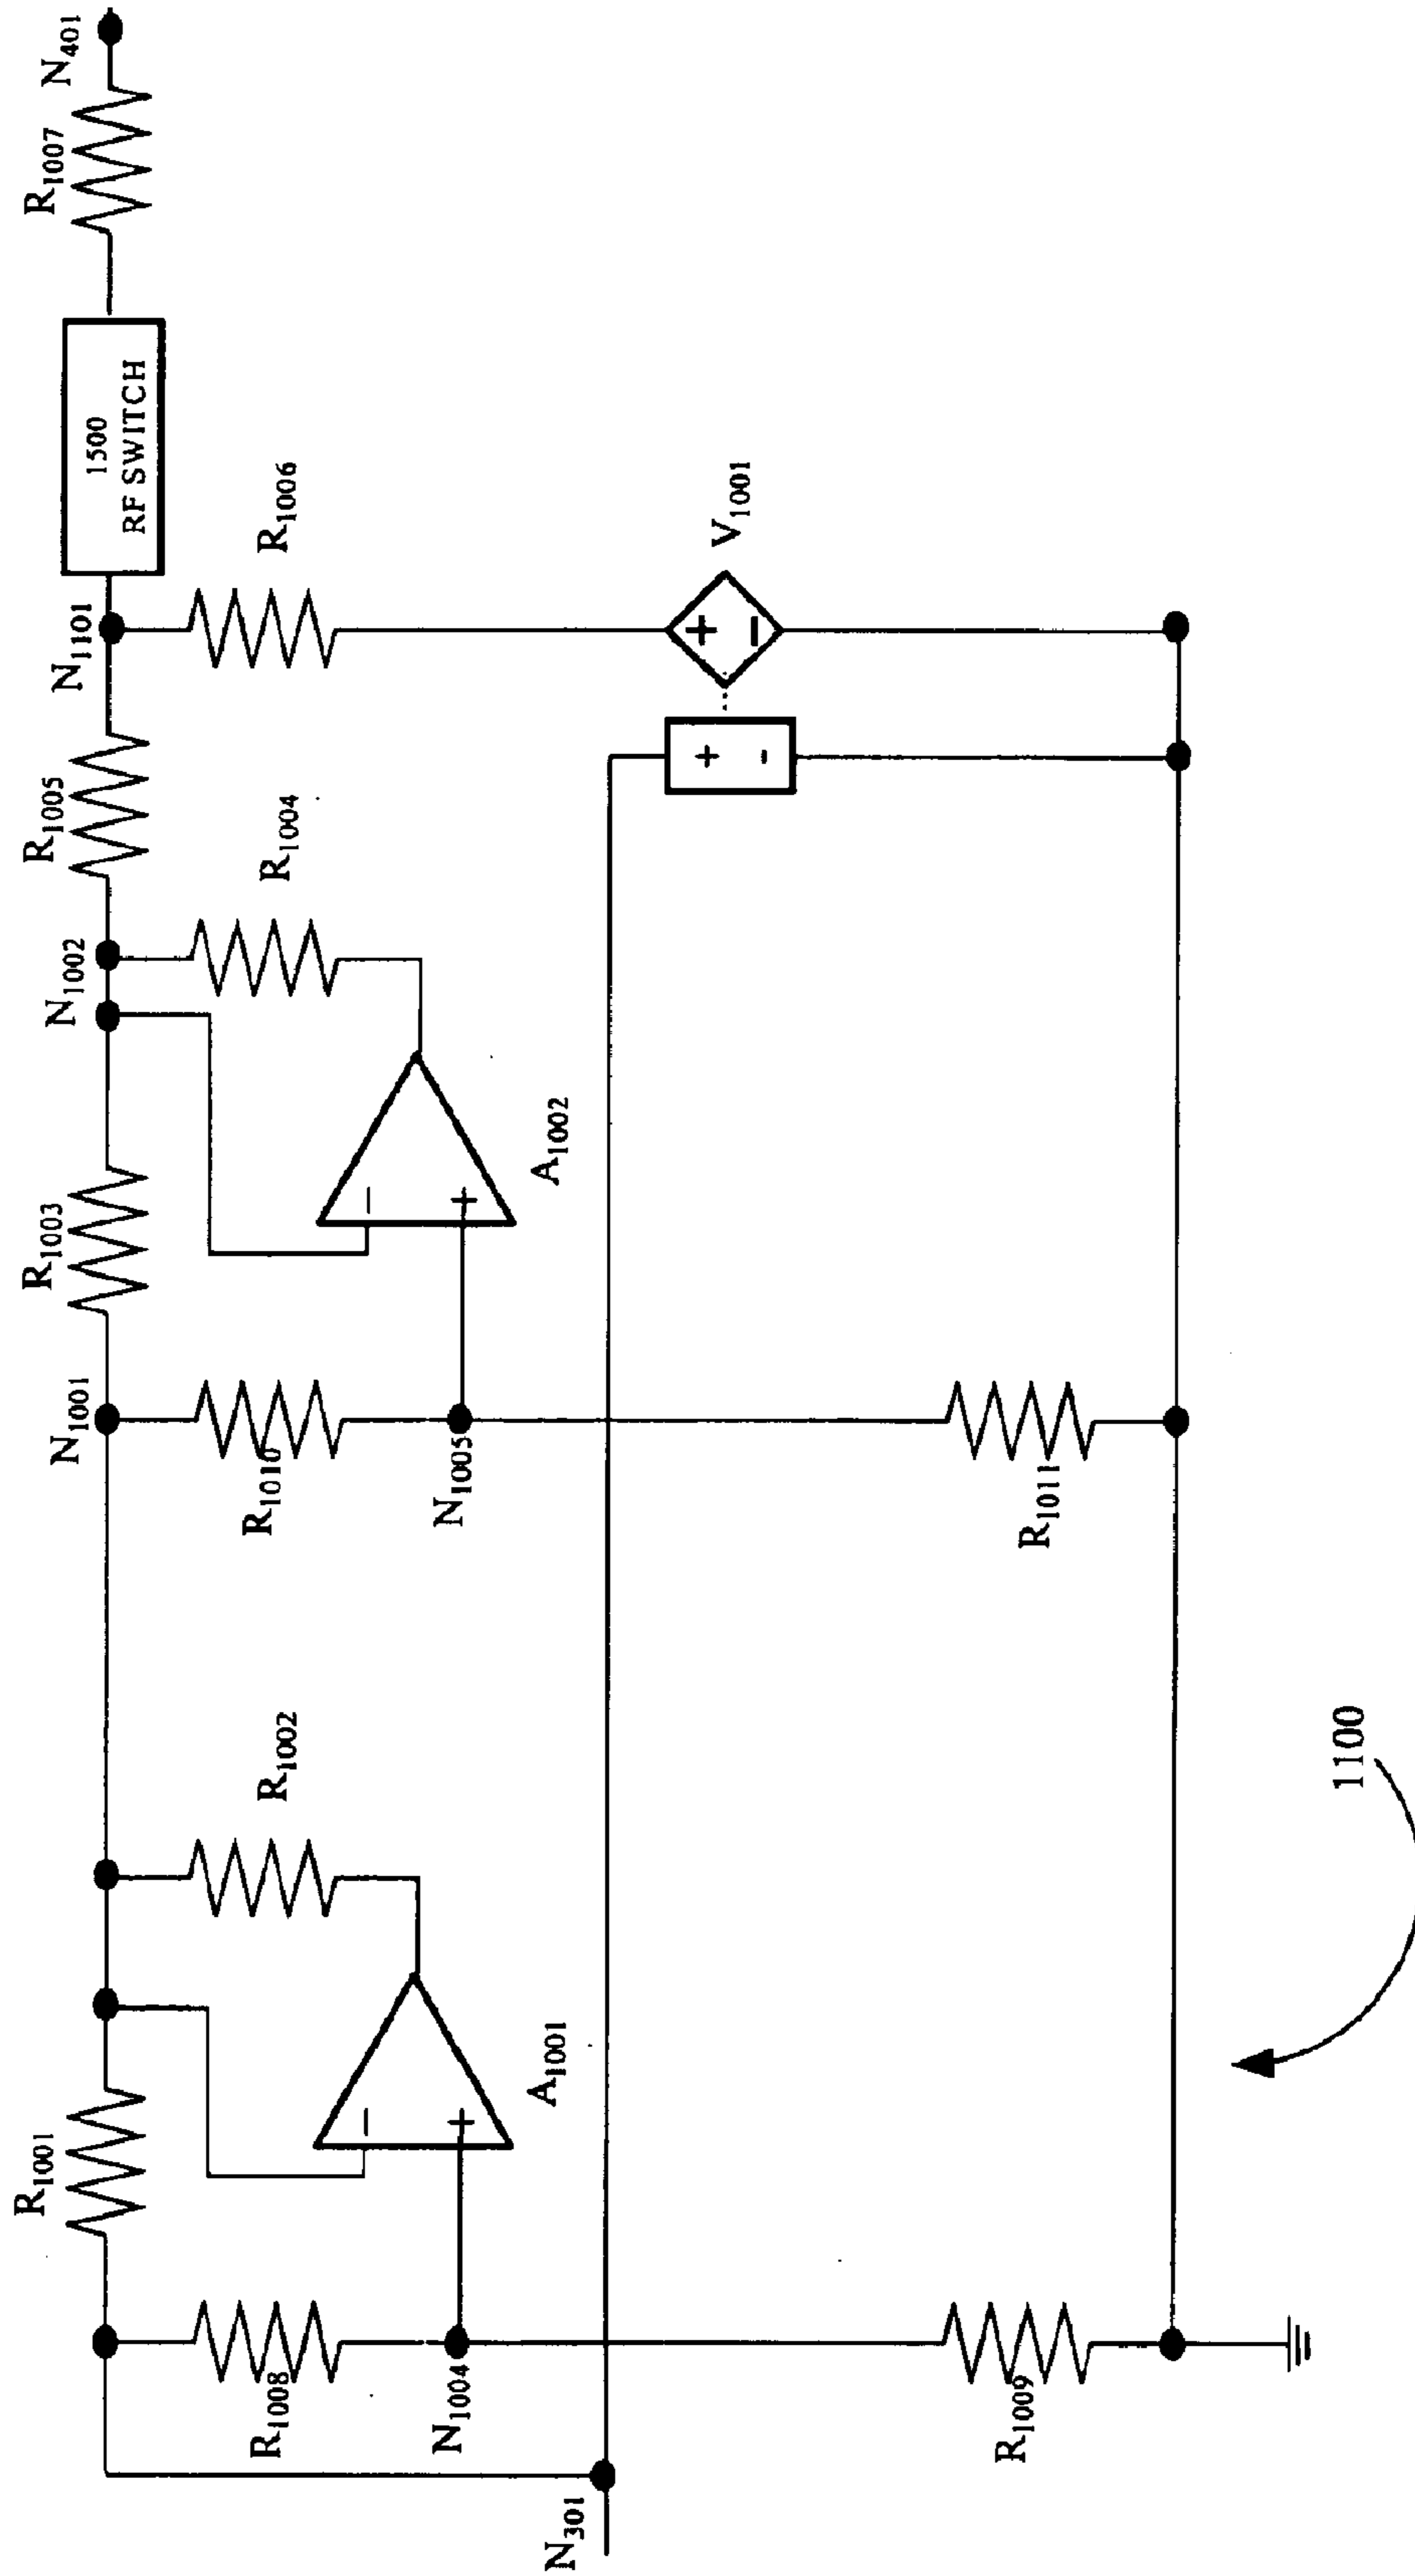 R1001
R1003
R1005
1500
RF SWITCH
R1007
N401
N1001
N1002
N1101
R1008
R1002
R1010
R1004
R1006
N1004
−
+
A1001
N1005
−
+
A1002
N301
+
-
+
−
V1001
R1009
R1011
1100